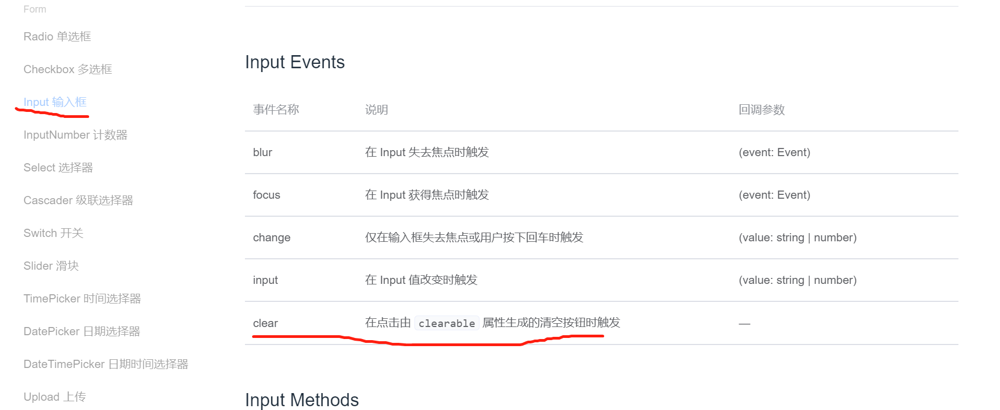 Form
Radio 单选框
Checkbox 多选框
Input 输入框
InputNumber 计数器
Select 选择器
Cascader 级联选择器
Switch 开关
Slider 滑块
TimePicker 时间选择器
DatePicker 日期选择器
DateTimePicker 日期时间选择器
Upload 上传
Input Events
事件名称 说明 回调参数
blur 在 Input 失去焦点时触发 (event: Event)
focus 在 Input 获得焦点时触发 (event: Event)
change 仅在输入框失去焦点或用户按下回车时触发 (value: string | number)
input 在 Input 值改变时触发 (value: string | number)
clear 在点击由 clearable 属性生成的清空按钮时触发 —
Input Methods